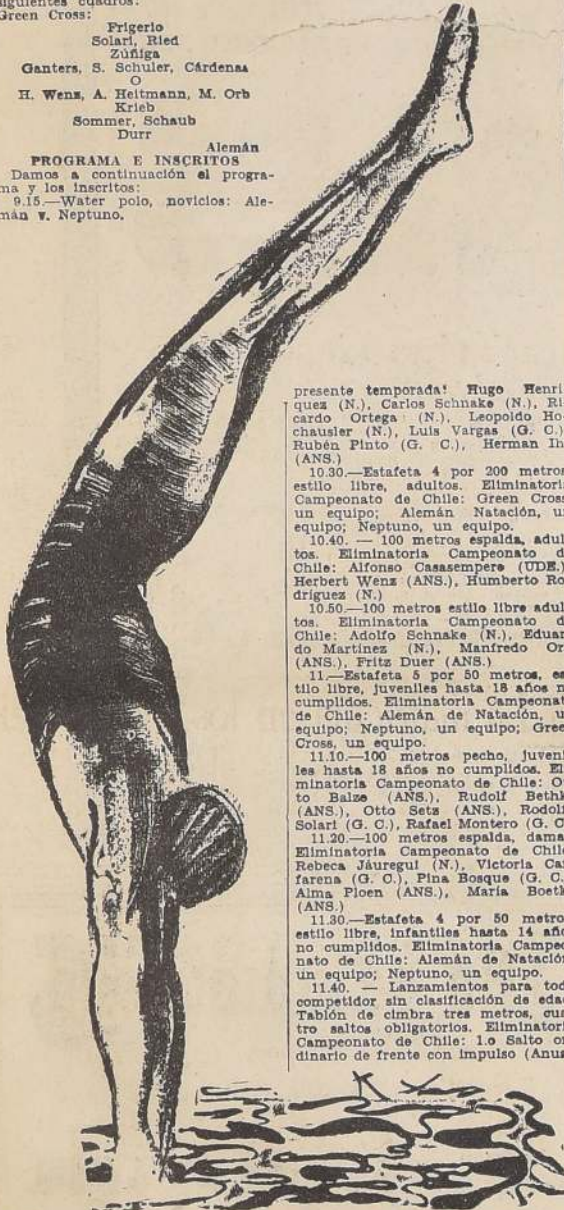 siguientes cuadros:
Green Cross:
Frigerio
Solari, Ried
Zúñiga
Ganters, S. Schuler, Cárdenas
O
H. Wenz, A. Heitmann, M. Orb
Krieb
Sommer, Schaub
Durr
Alemán
PROGRAMA E INSCRITOS
Damos a continuación el progra-
ma y los inscritos:
9.15.—Water polo, novicios: Ale-
mán v. Neptuno.
presente temporada: Hugo Henrí
quez (N.), Carlos Schnake (N.), Ri
cardo Ortega (N.), Leopoldo Ho
chausler (N.), Luis Vargas (G. C.)
Rubén Pinto (G. C.), Herman Ih
(ANS.)
10.30.—Estafeta 4 por 200 metros
estilo libre, adultos. Eliminatoria
Campeonato de Chile: Green Cross
un equipo; Alemán Natación, u
equipo; Neptuno, un equipo.
10.40. — 100 metros espalda, adul
tos. Eliminatoria Campeonato d
Chile: Alfonso Casasempere (UDE.)
Herbert Wenz (ANS.), Humberto Ro
dríguez (N.)
10.50.—100 metros estilo libre adul
tos. Eliminatoria Campeonato d
Chile: Adolfo Schnake (N.), Eduar
do Martínez (N.), Manfredo Or
(ANS.), Fritz Duer (ANS.)
11.—Estafeta 5 por 50 metros, es
tilo libre, juveniles hasta 18 años n
cumplidos. Eliminatoria Campeonat
de Chile: Alemán de Natación, u
equipo; Neptuno, un equipo; Gree
Cross, un equipo.
11.10.—100 metros pecho, juveni
les hasta 18 años no cumplidos. El
minatoria Campeonato de Chile: O
to Balze (ANS.), Rudolf Bethk
(ANS.), Otto Sets (ANS.), Rodolf
Solari (G. C.), Rafael Montero (G. C
11.20.—100 metros espalda, dama
Eliminatoria Campeonato de Chile
Rebeca Jáuregui (N.), Victoria Caf
farena (G. C.), Pina Bosque (G. C.
Alma Ploen (ANS.), María Boetk
(ANS.)
11.30.—Estafeta 4 por 50 metro
estilo libre, infantiles hasta 14 año
no cumplidos. Eliminatoria Campeo
nato de Chile: Alemán de Natación
un equipo; Neptuno, un equipo.
11.40. — Lanzamientos para tod
competidor sin clasificación de edad
Tablón de cimbra tres metros, cua
tro saltos obligatorios. Eliminatori
Campeonato de Chile: 1.o Salto or
dinario de frente con impulso (Anus